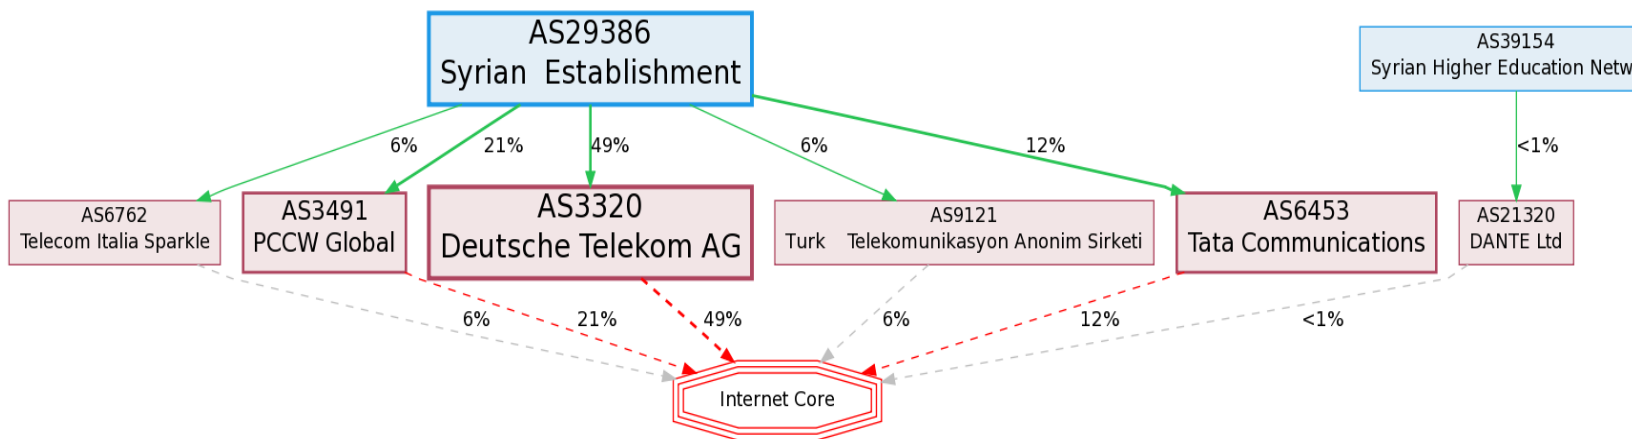 AS29386
Syrian Establishment
AS39154
Syrian Higher Education
6%
21%
49%
6%
12%
<1%
AS6762
Telecom Italia Sparkle
AS3491
PCCW Global
AS3320
Deutsche Telekom AG
AS9121
Turk Telekomunikasyon Anonim Sirketi
AS6453
Tata Communications
AS21320
DANTE Ltd
6%
21%
49%
6%
12%
<1%
Internet Core